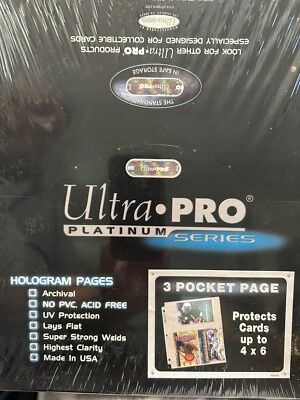 LOOK FOR OTHER Ultra•PRO PRODUCTS
ESPECIALLY DESIGNED FOR COLLECTIBLE CARDS
THE STANDARD
IN SAFE STORAGE
Ultra•PRO®
PLATINUM SERIES
HOLOGRAM PAGES
Archival
NO PVC, ACID FREE
UV Protection
Lays Flat
Super Strong Welds
Highest Clarity
Made In USA
3 POCKET PAGE
Protects
Cards
up to
4 x 6